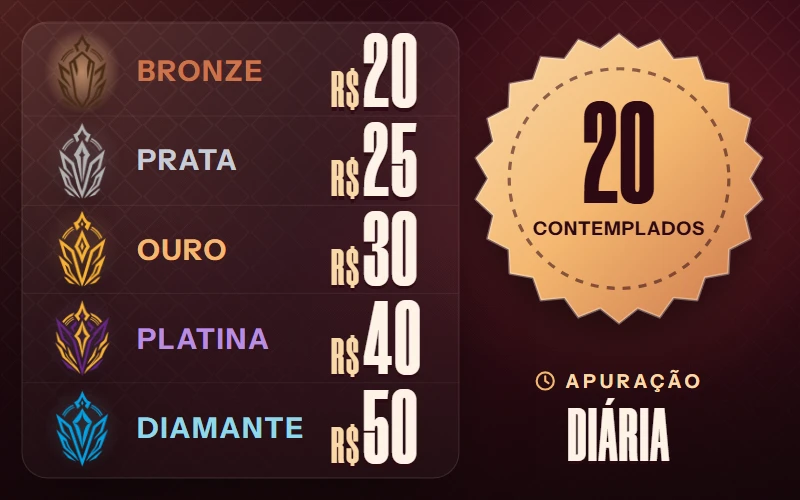 BRONZE R$20
PRATA R$25
OURO R$30
PLATINA R$40
DIAMANTE R$50
20
CONTEMPLADOS
APURAÇÃO
DIÁRIA